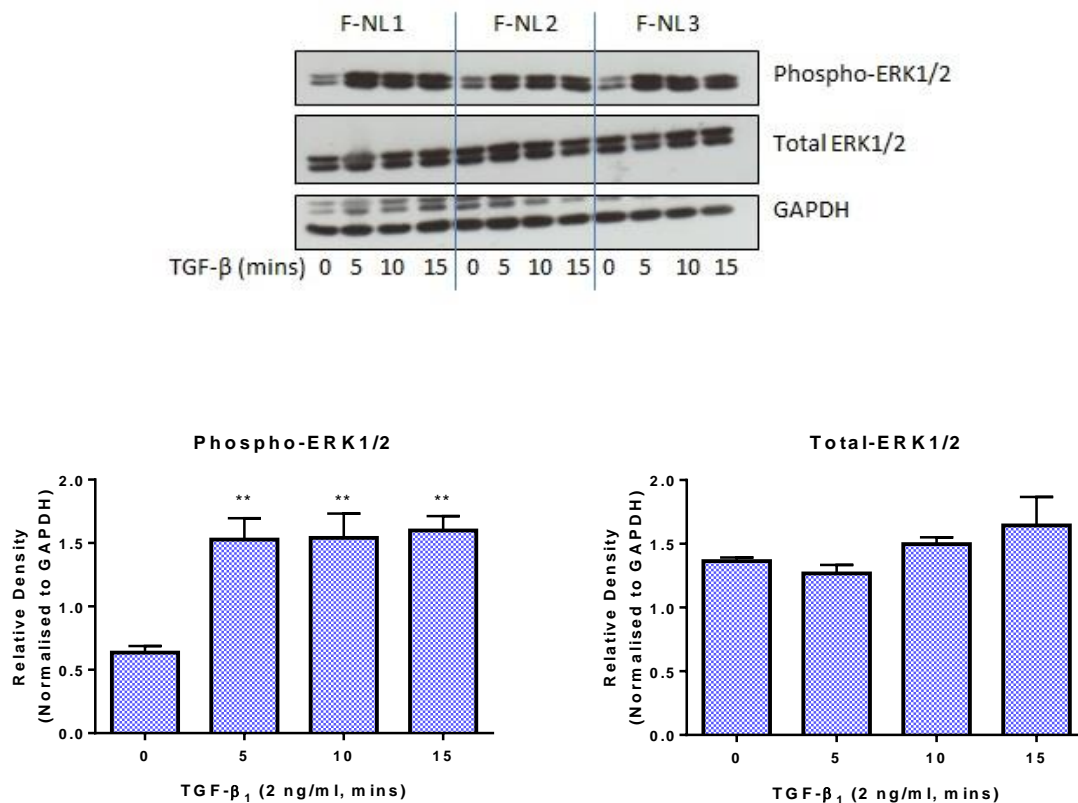 F-NL1 F-NL2 F-NL3
Phospho-ERK1/2
Total ERK1/2
GAPDH
TGF-β (mins) 0 5 10 15 0 5 10 15 0 5 10 15
Phospho-ERK1/2
Relative Density
(Normalised to GAPDH)
2.0
1.5
1.0
0.5
0.0
** ** **
0 5 10 15
TGF-β1 (2 ng/ml, mins)
Total-ERK1/2
Relative Density
(Normalised to GAPDH)
2.0
1.5
1.0
0.5
0.0
0 5 10 15
TGF-β1 (2 ng/ml, mins)